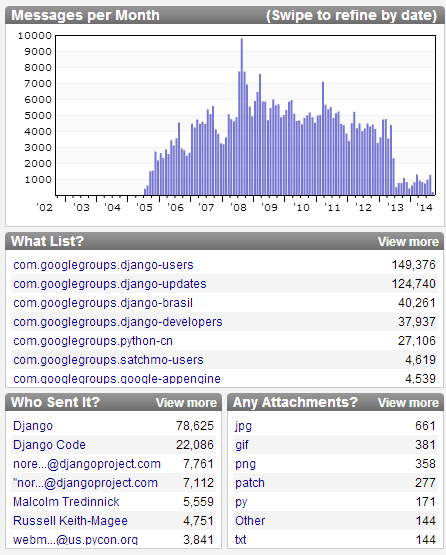 Messages per Month (Swipe to refine by date)
10000
9000
8000
7000
6000
5000
4000
3000
2000
1000
'02 '03 '04 '05 '06 '07 '08 '09 '10 '11 '12 '13 '14
What List? View more
com.googlegroups.django-users 149,376
com.googlegroups.django-updates 124,740
com.googlegroups.django-brasil 40,261
com.googlegroups.django-developers 37,937
com.googlegroups.python-cn 27,106
com.googlegroups.satchmo-users 4,619
com.googlegroups.google-appengine 4,539
Who Sent It? View more
Django 78,625
Django Code 22,086
nore...@djangoproject.com 7,761
"nor...@djangoproject.com 7,112
Malcolm Tredinnick 5,559
Russell Keith-Magee 4,751
webm...@us.pycon.org 3,841
Any Attachments? View more
jpg 661
gif 381
png 358
patch 277
py 171
Other 144
txt 144